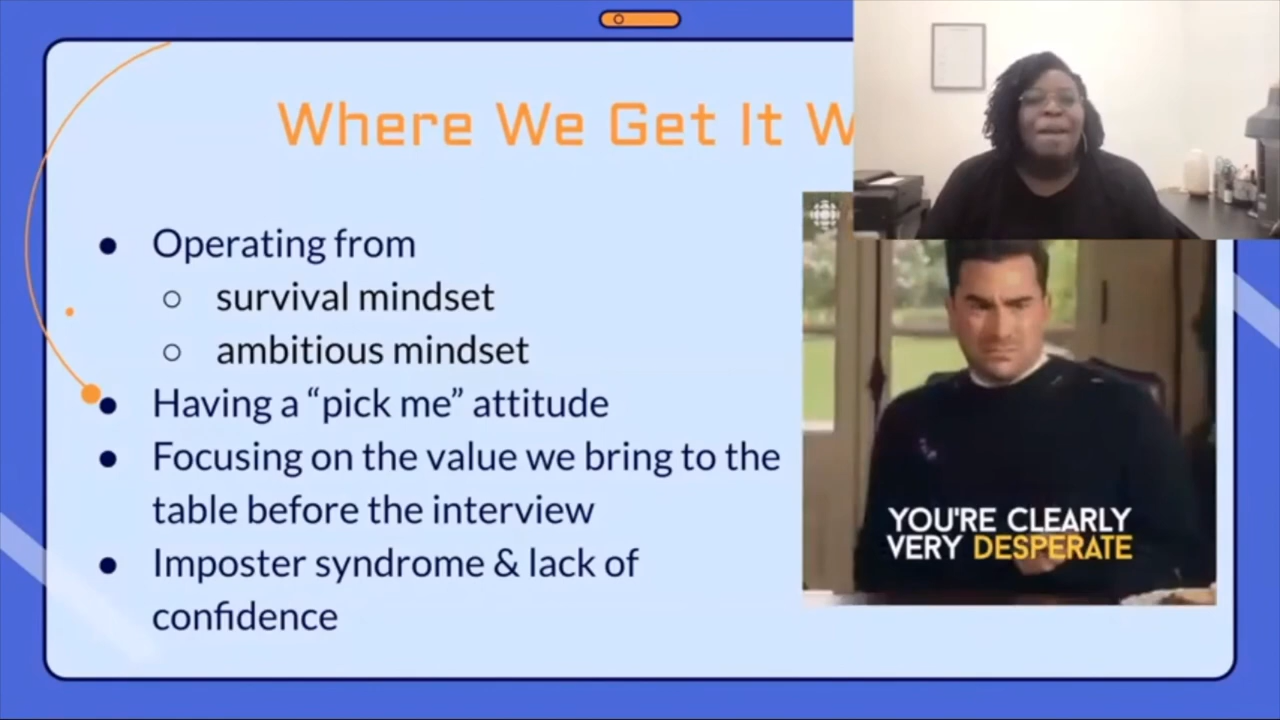 Where We Get It W
● Operating from
○ survival mindset
○ ambitious mindset
● Having a “pick me” attitude
● Focusing on the value we bring to the
table before the interview
● Imposter syndrome & lack of
confidence
YOU'RE CLEARLY
VERY DESPERATE